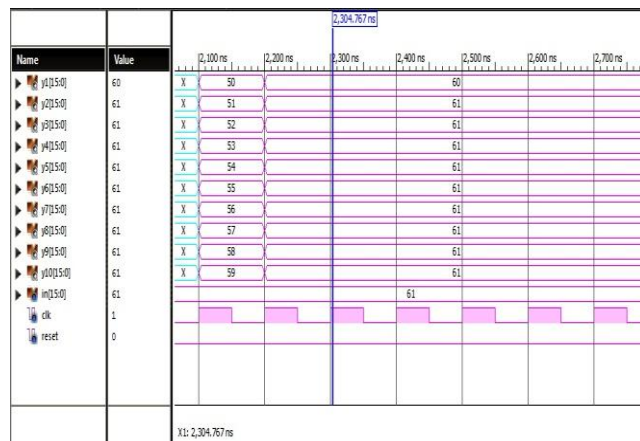 2,304.767 ns
Name Value 2,100 ns 2,200 ns 2,300 ns 2,400 ns 2,500 ns 2,600 ns 2,700 ns
y1[15:0] 60 X 50 60
y2[15:0] 61 X 51 61
y3[15:0] 61 X 52 61
y4[15:0] 61 X 53 61
y5[15:0] 61 X 54 61
y6[15:0] 61 X 55 61
y7[15:0] 61 X 56 61
y8[15:0] 61 X 57 61
y9[15:0] 61 X 58 61
y10[15:0] 61 X 59 61
in[15:0] 61 61
clk 1
reset 0
X1: 2,304.767 ns